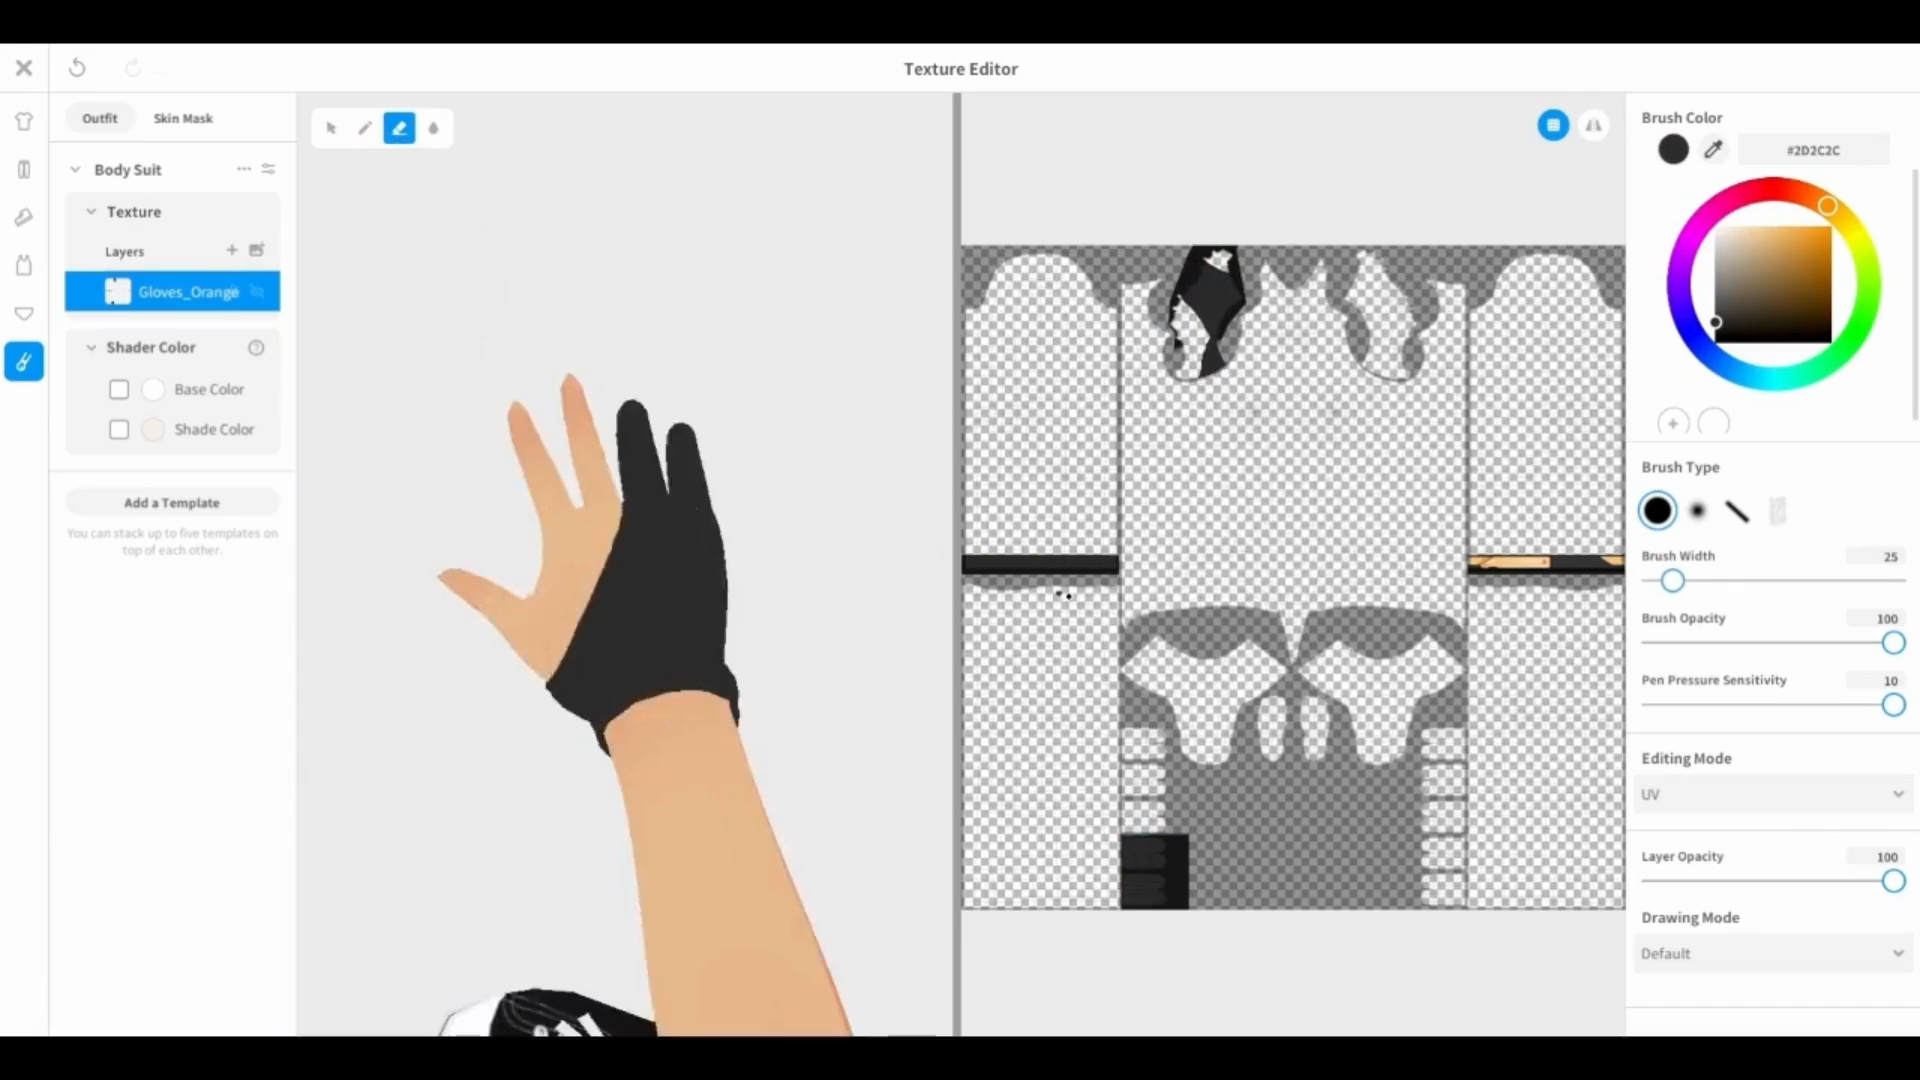 Texture Editor
Outfit
Skin Mask
Body Suit
Texture
Layers
Gloves_Orange
Shader Color
?
Base Color
Shade Color
Add a Template
You can stack up to five templates on
top of each other.
Brush Color
#2D2C2C
Brush Type
Brush Width
25
Brush Opacity
100
Pen Pressure Sensitivity
10
Editing Mode
UV
Layer Opacity
100
Drawing Mode
Default